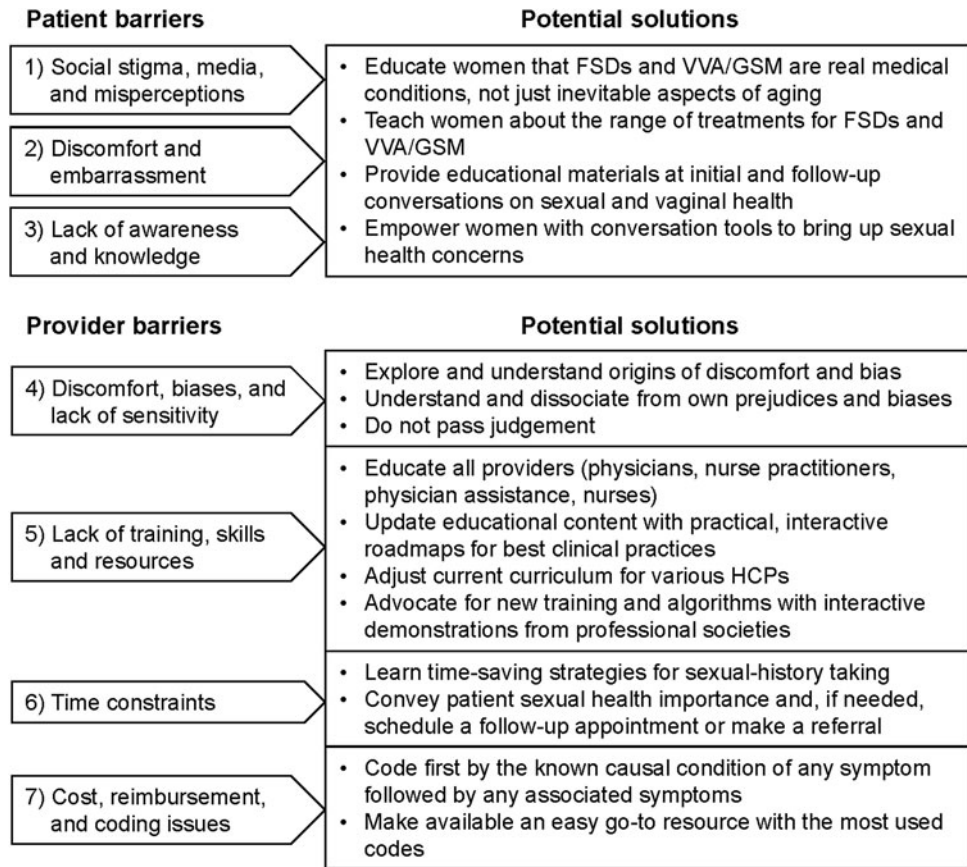 Patient barriers
Potential solutions
1) Social stigma, media,
and misperceptions
2) Discomfort and
embarrassment
3) Lack of awareness
and knowledge
• Educate women that FSDs and VVA/GSM are real medical
conditions, not just inevitable aspects of aging
• Teach women about the range of treatments for FSDs and
VVA/GSM
• Provide educational materials at initial and follow-up
conversations on sexual and vaginal health
• Empower women with conversation tools to bring up sexual
health concerns
Provider barriers
Potential solutions
4) Discomfort, biases, and
lack of sensitivity
• Explore and understand origins of discomfort and bias
• Understand and dissociate from own prejudices and biases
• Do not pass judgement
5) Lack of training, skills
and resources
• Educate all providers (physicians, nurse practitioners,
physician assistance, nurses)
• Update educational content with practical, interactive
roadmaps for best clinical practices
• Adjust current curriculum for various HCPs
• Advocate for new training and algorithms with interactive
demonstrations from professional societies
6) Time constraints
• Learn time-saving strategies for sexual-history taking
• Convey patient sexual health importance and, if needed,
schedule a follow-up appointment or make a referral
7) Cost, reimbursement,
and coding issues
• Code first by the known causal condition of any symptom
followed by any associated symptoms
• Make available an easy go-to resource with the most used
codes